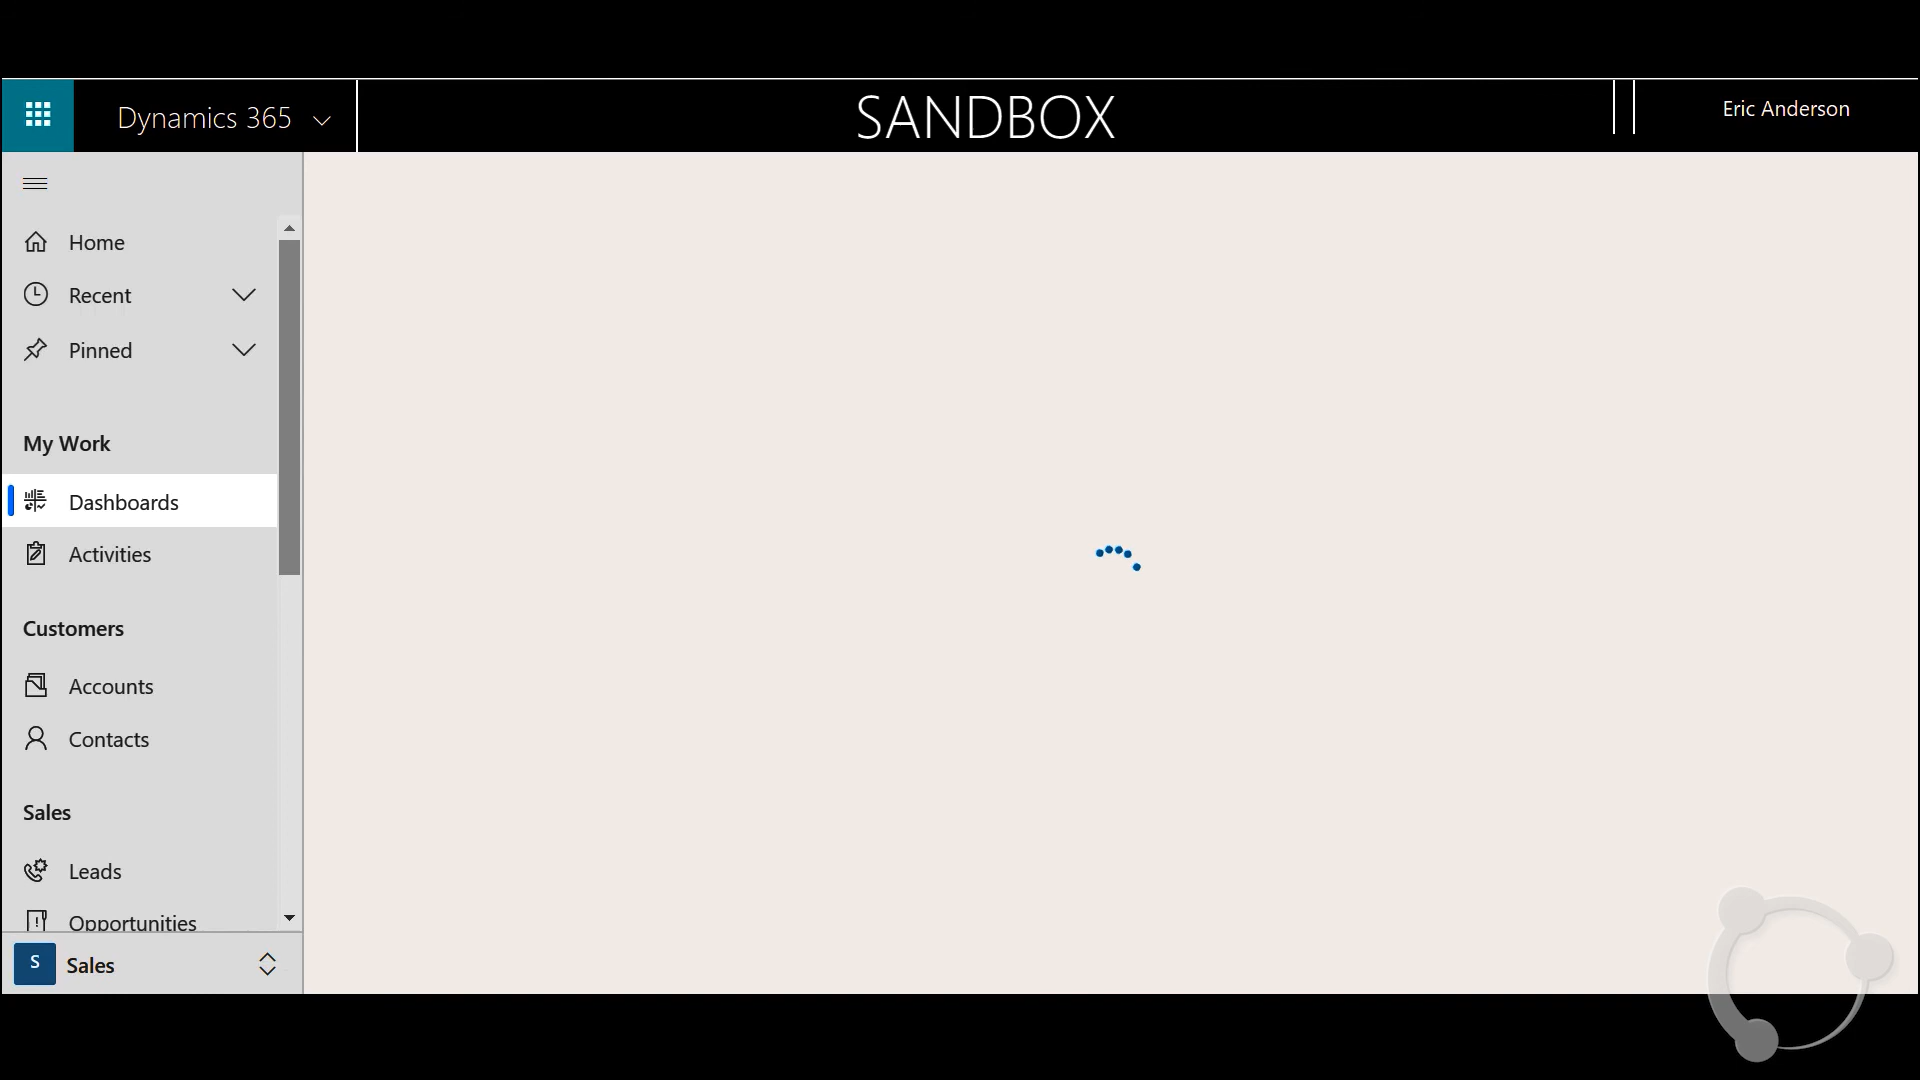 Dynamics 365
SANDBOX
Eric Anderson
Home
Recent
Pinned
My Work
Dashboards
Activities
Customers
Accounts
Contacts
Sales
Leads
Opportunities
S
Sales